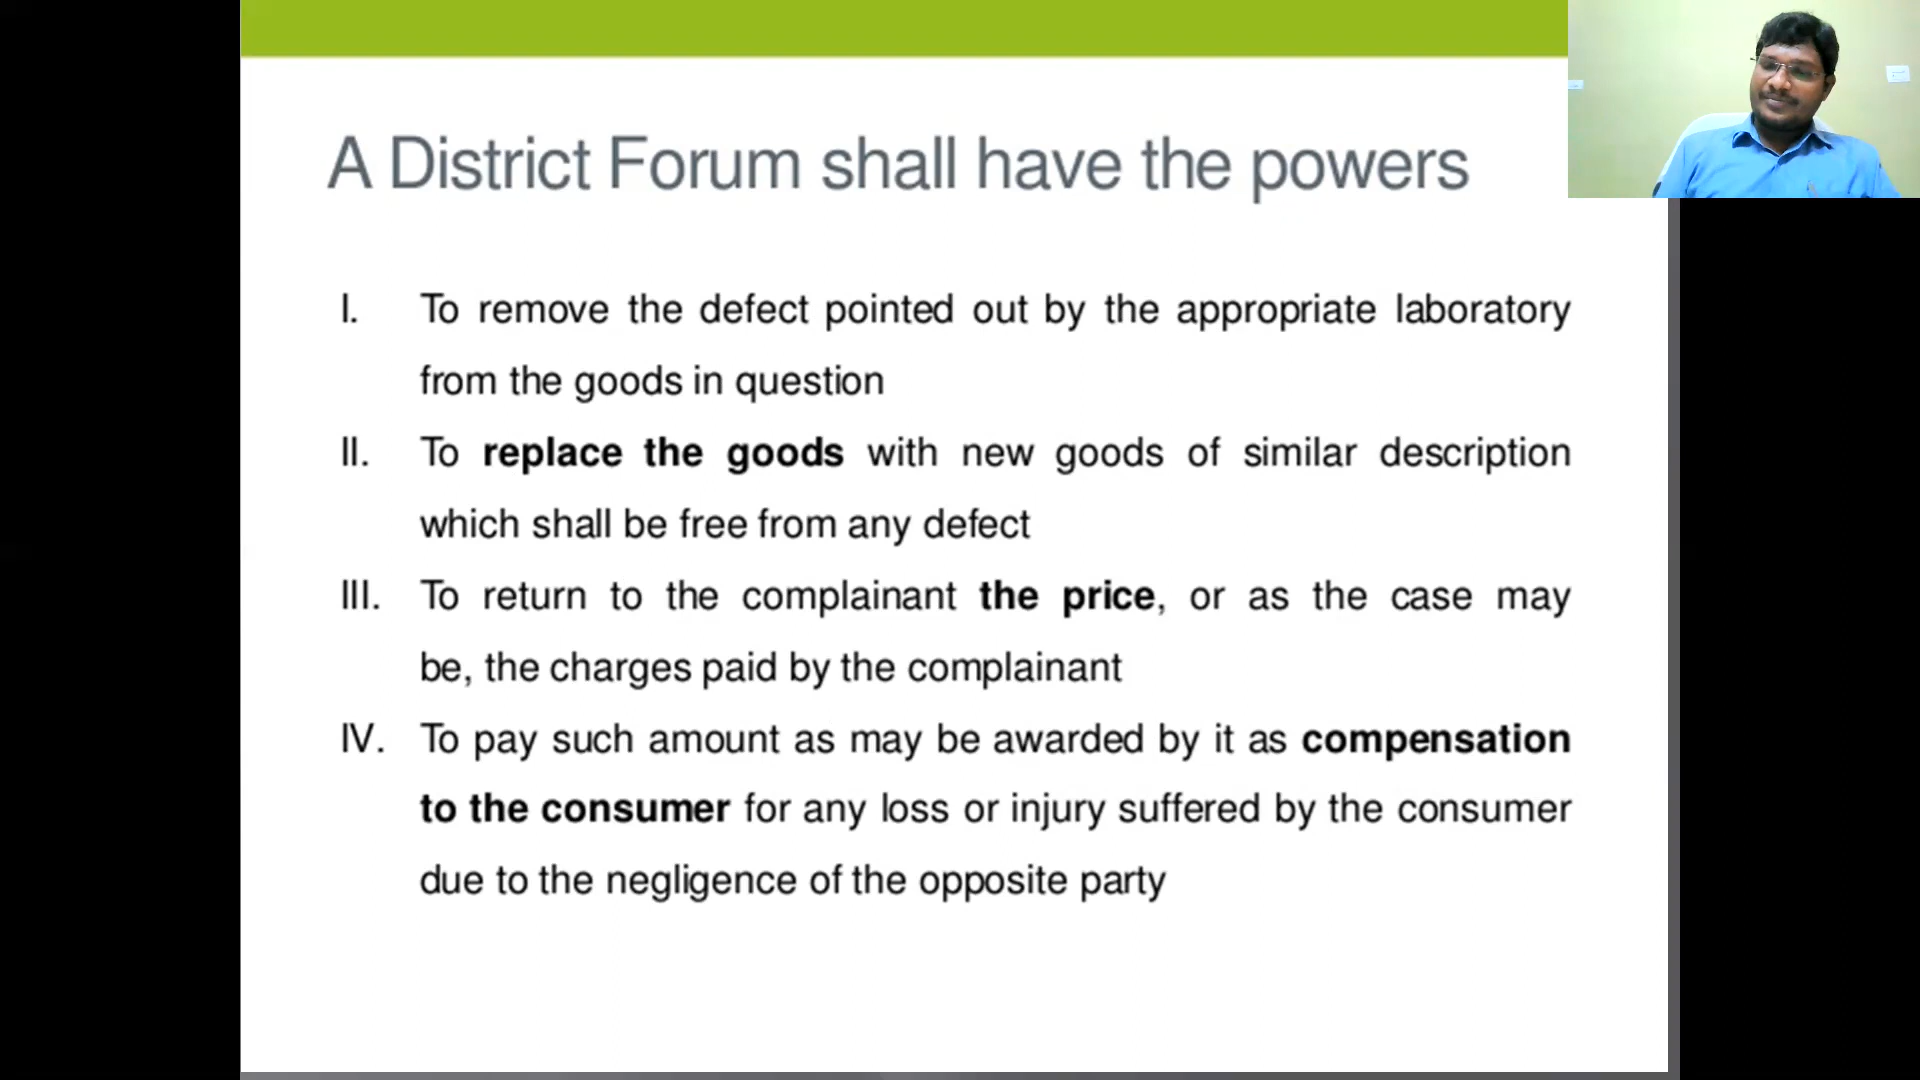 A District Forum shall have the powers
I. To remove the defect pointed out by the appropriate laboratory
from the goods in question
II. To replace the goods with new goods of similar description
which shall be free from any defect
III. To return to the complainant the price, or as the case may
be, the charges paid by the complainant
IV. To pay such amount as may be awarded by it as compensation
to the consumer for any loss or injury suffered by the consumer
due to the negligence of the opposite party